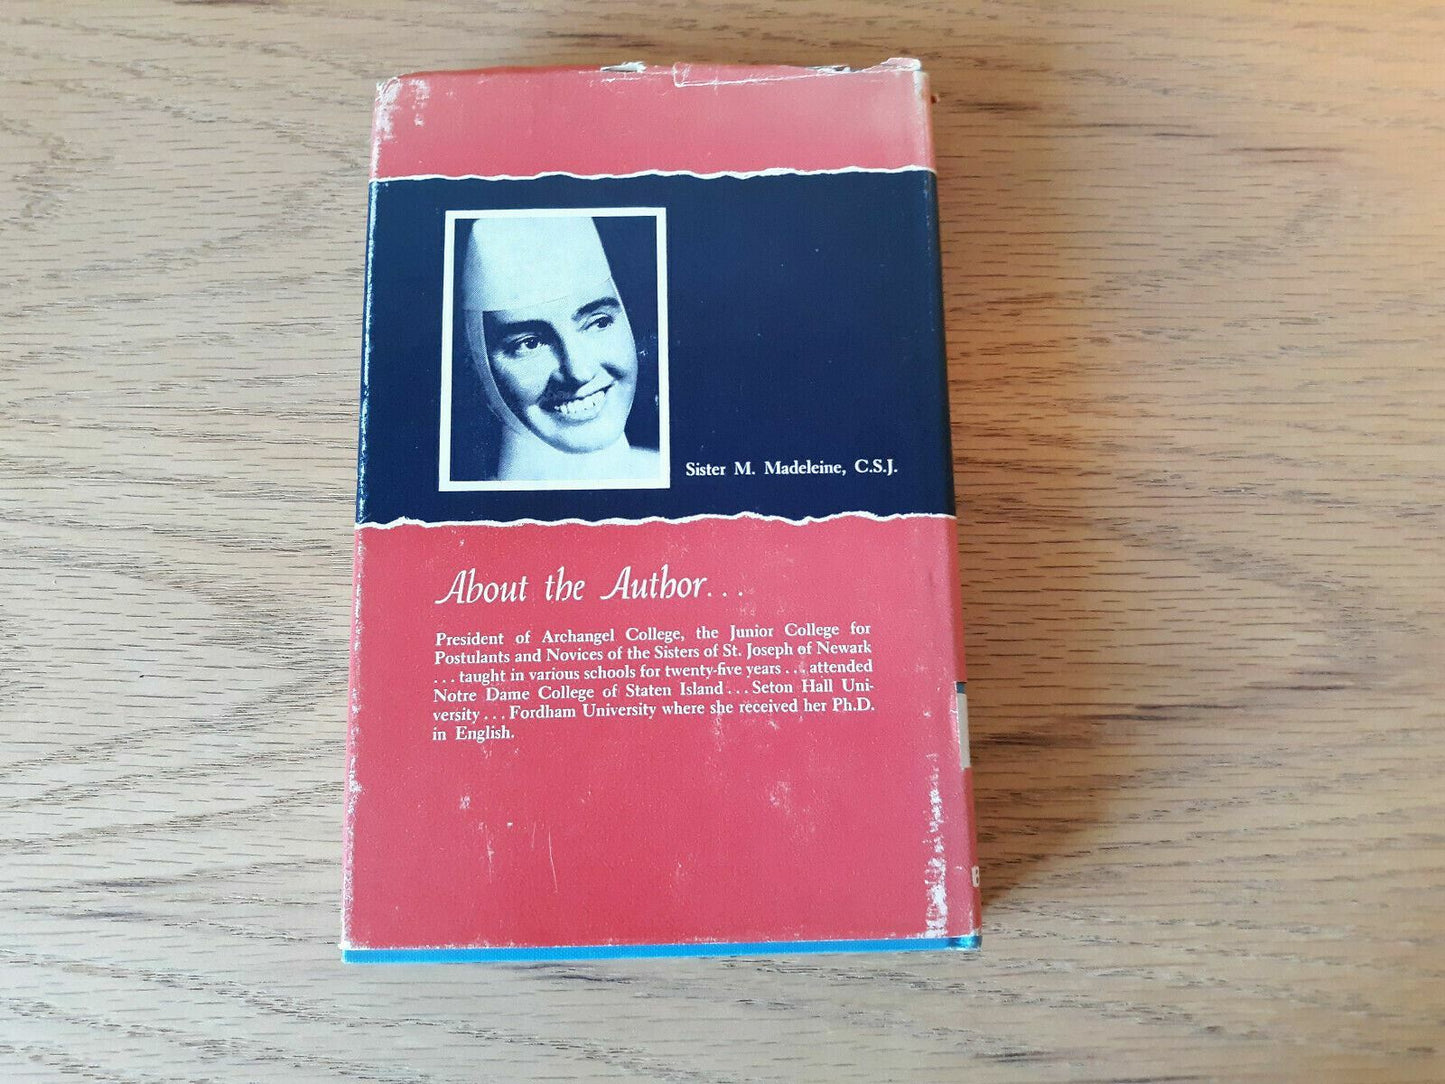 Sister M. Madeleine, C.S.J.
About the Author...
President of Archangel College, the Junior College for
Postulants and Novices of the Sisters of St. Joseph of Newark
... taught in various schools for twenty-five years ... attended
Notre Dame College of Staten Island ... Seton Hall Uni-
versity ... Fordham University where she received her Ph.D.
in English.